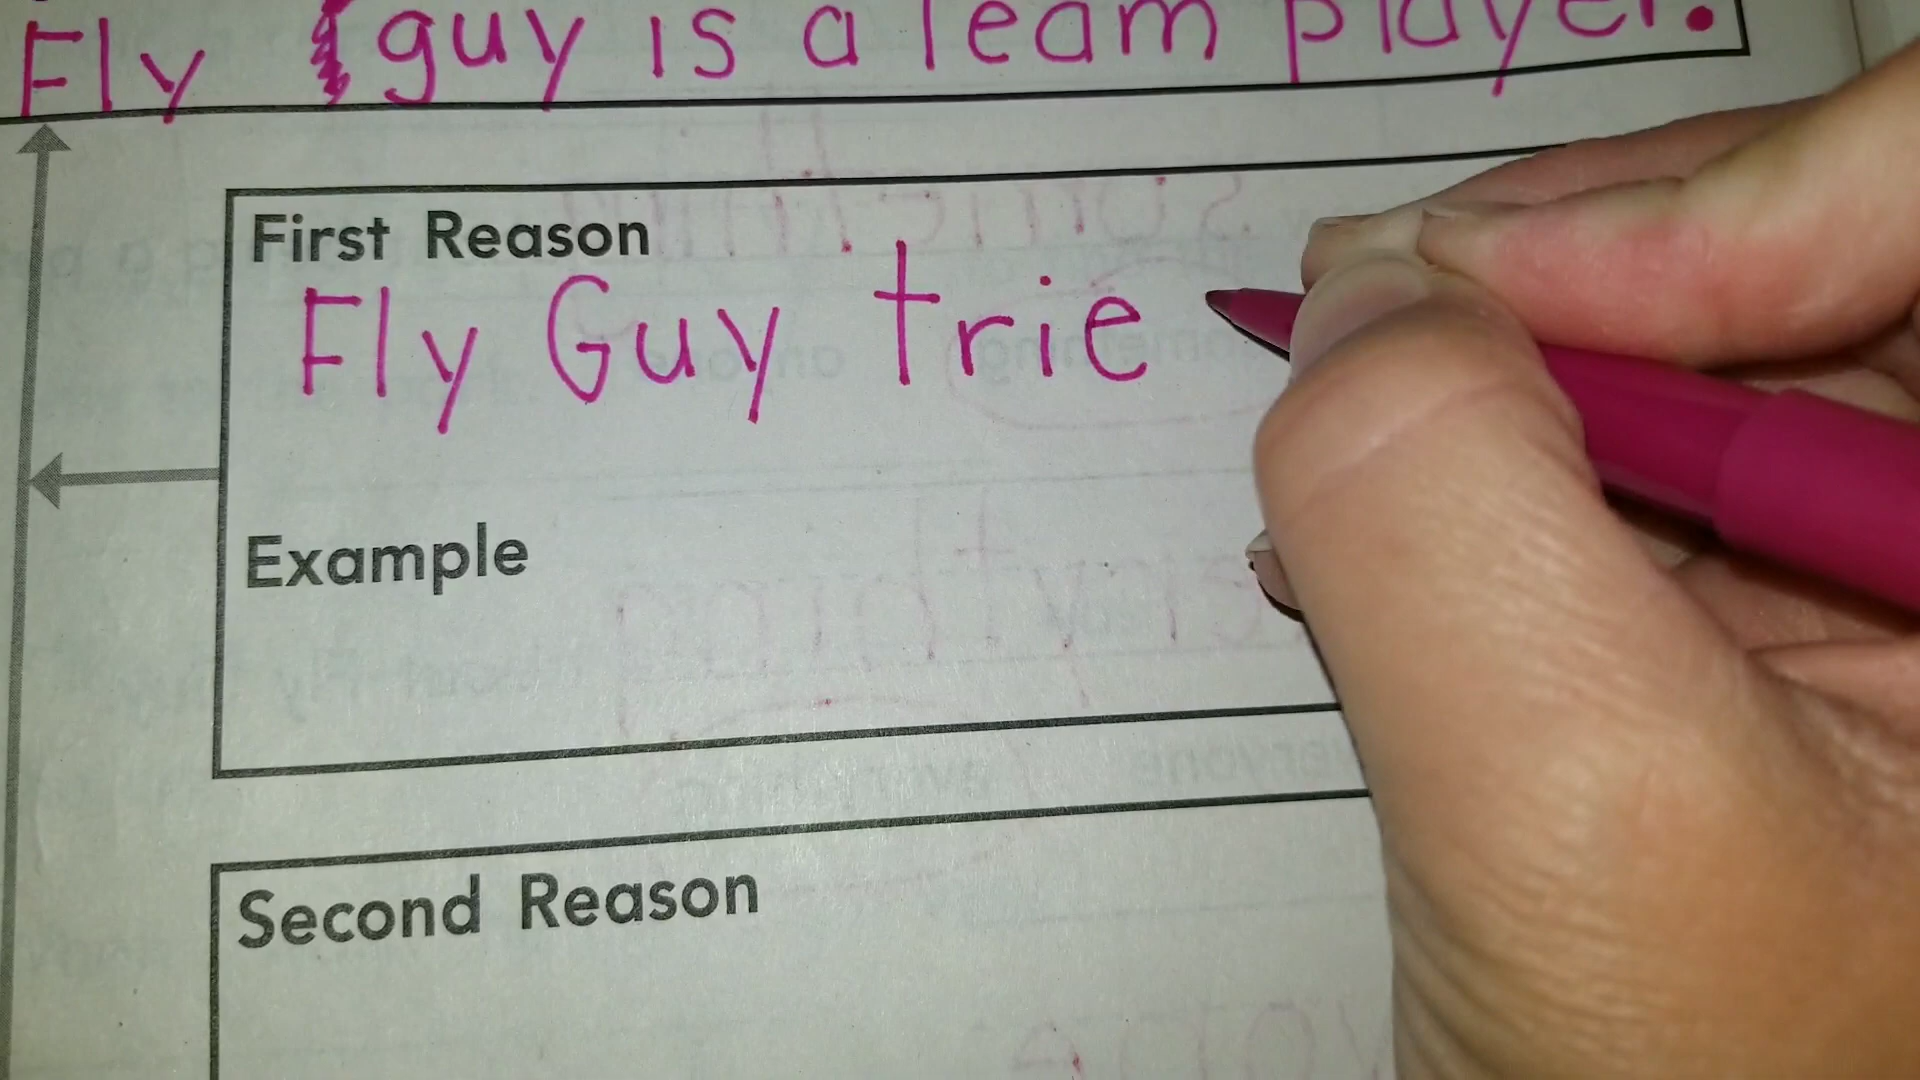 Fly guy is a team player.
First Reason
Fly Guy trie
Example
Second Reason